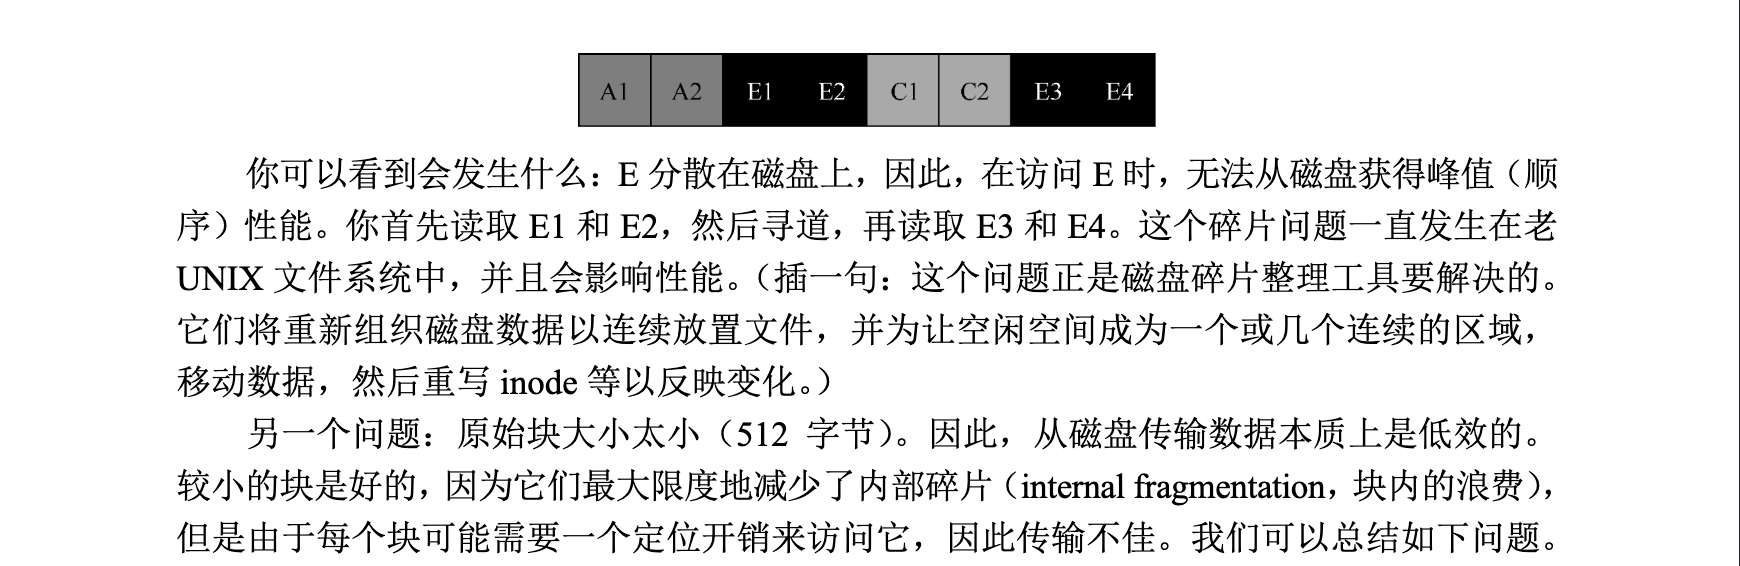 A1 A2 E1 E2 C1 C2 E3 E4
你可以看到会发生什么：E 分散在磁盘上，因此，在访问 E 时，无法从磁盘获得峰值（顺
序）性能。你首先读取 E1 和 E2，然后寻道，再读取 E3 和 E4。这个碎片问题一直发生在老
UNIX 文件系统中，并且会影响性能。（插一句：这个问题正是磁盘碎片整理工具要解决的。
它们将重新组织磁盘数据以连续放置文件，并为让空闲空间成为一个或几个连续的区域，
移动数据，然后重写 inode 等以反映变化。）
另一个问题：原始块大小太小（512 字节）。因此，从磁盘传输数据本质上是低效的。
较小的块是好的，因为它们最大限度地减少了内部碎片（internal fragmentation，块内的浪费），
但是由于每个块可能需要一个定位开销来访问它，因此传输不佳。我们可以总结如下问题。